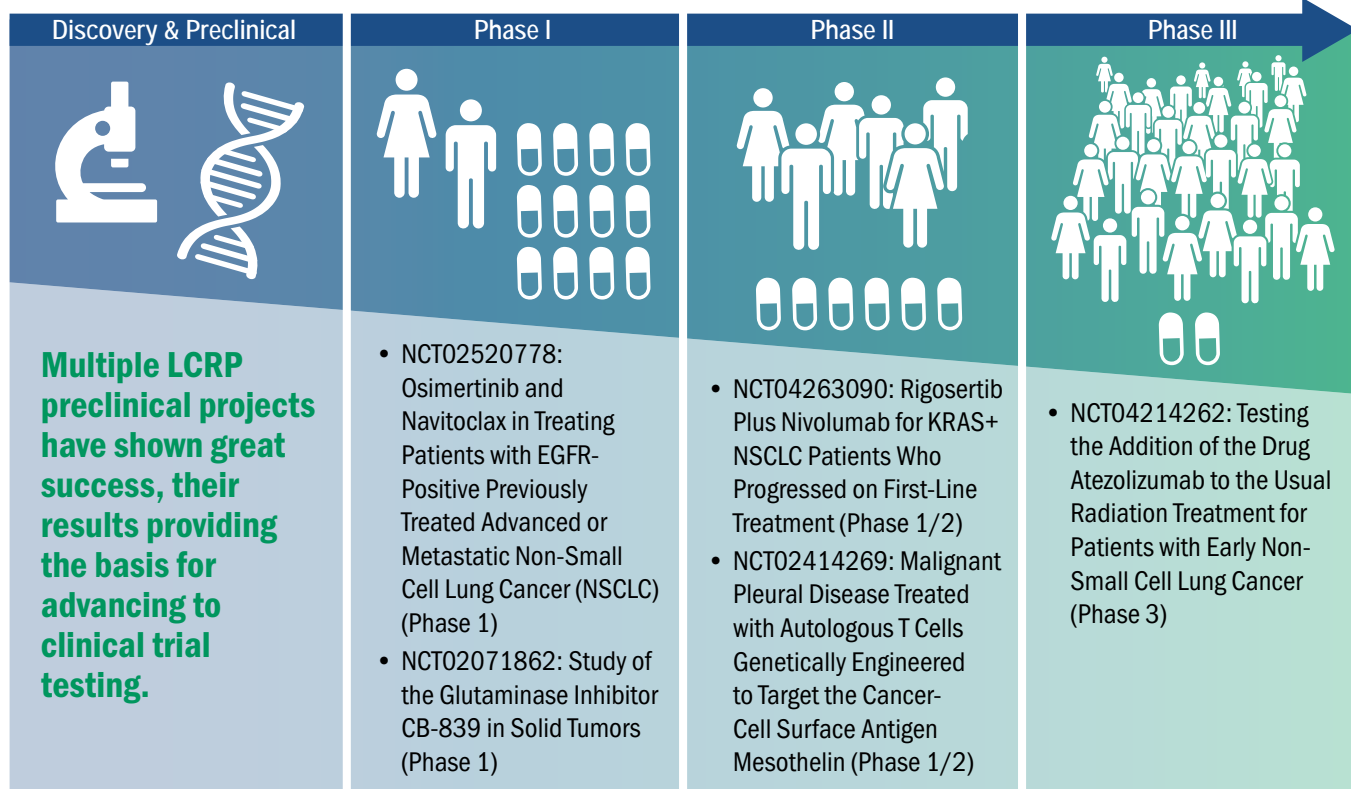 Discovery & Preclinical
Multiple LCRP
preclinical projects
have shown great
success, their
results providing
the basis for
advancing to
clinical trial
testing.
Phase I
• NCT02520778:
Osimertinib and
Navitoclax in Treating
Patients with EGFR-
Positive Previously
Treated Advanced or
Metastatic Non-Small
Cell Lung Cancer (NSCLC)
(Phase 1)
• NCT02071862: Study of
the Glutaminase Inhibitor
CB-839 in Solid Tumors
(Phase 1)
Phase II
• NCT04263090: Rigosertib
Plus Nivolumab for KRAS+
NSCLC Patients Who
Progressed on First-Line
Treatment (Phase 1/2)
• NCT02414269: Malignant
Pleural Disease Treated
with Autologous T Cells
Genetically Engineered
to Target the Cancer-
Cell Surface Antigen
Mesothelin (Phase 1/2)
Phase III
• NCT04214262: Testing
the Addition of the Drug
Atezolizumab to the Usual
Radiation Treatment for
Patients with Early Non-
Small Cell Lung Cancer
(Phase 3)